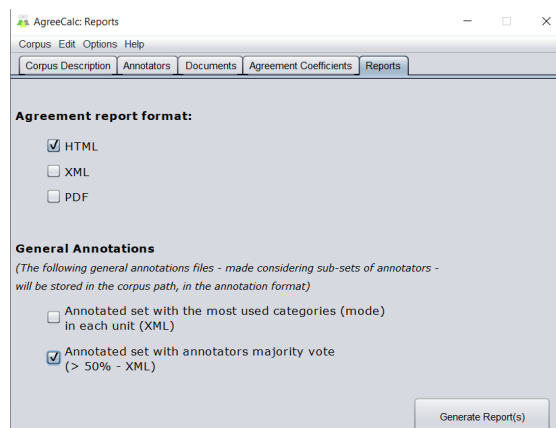 AgreeCalc: Reports
Corpus Edit Options Help
Corpus Description Annotators Documents Agreement Coefficients Reports
Agreement report format:
HTML
XML
PDF
General Annotations
(The following general annotations files - made considering sub-sets of annotators -
will be stored in the corpus path, in the annotation format)
Annotated set with the most used categories (mode)
in each unit (XML)
Annotated set with annotators majority vote
(> 50% - XML)
Generate Report(s)